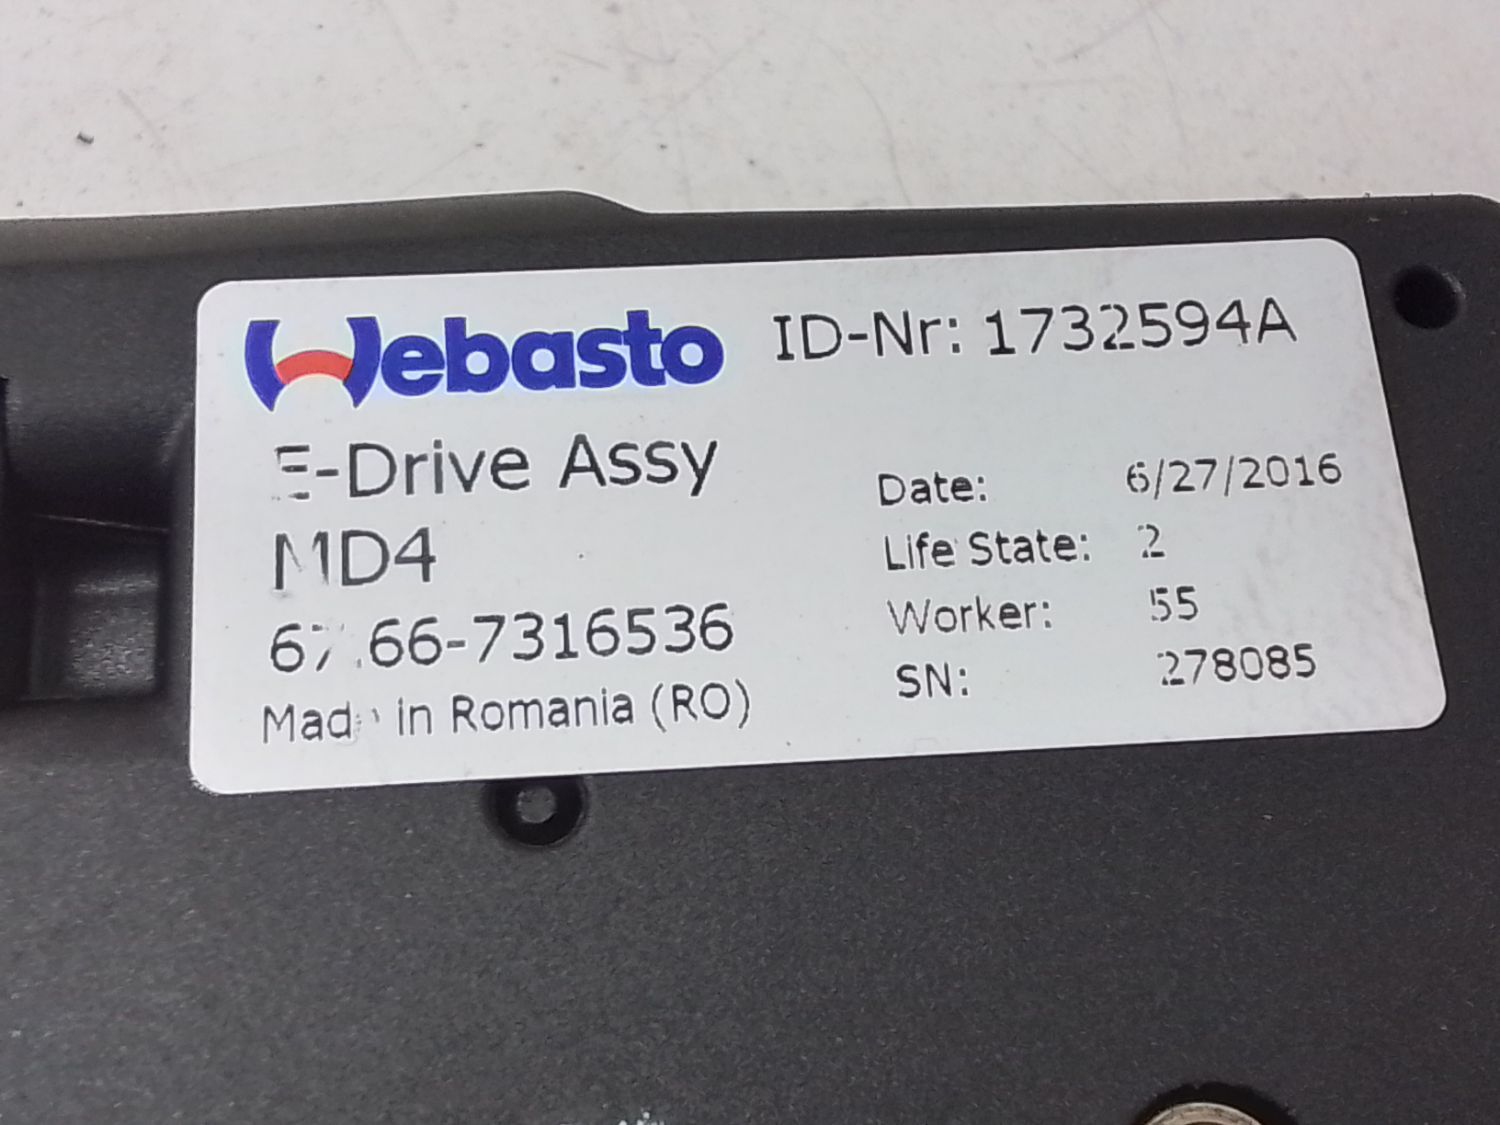 Webasto ID-Nr: 1732594A
E-Drive Assy
MD4
67.66-7316536
Made in Romania (RO)
Date: 6/27/2016
Life State: 2
Worker: 55
SN: 278085